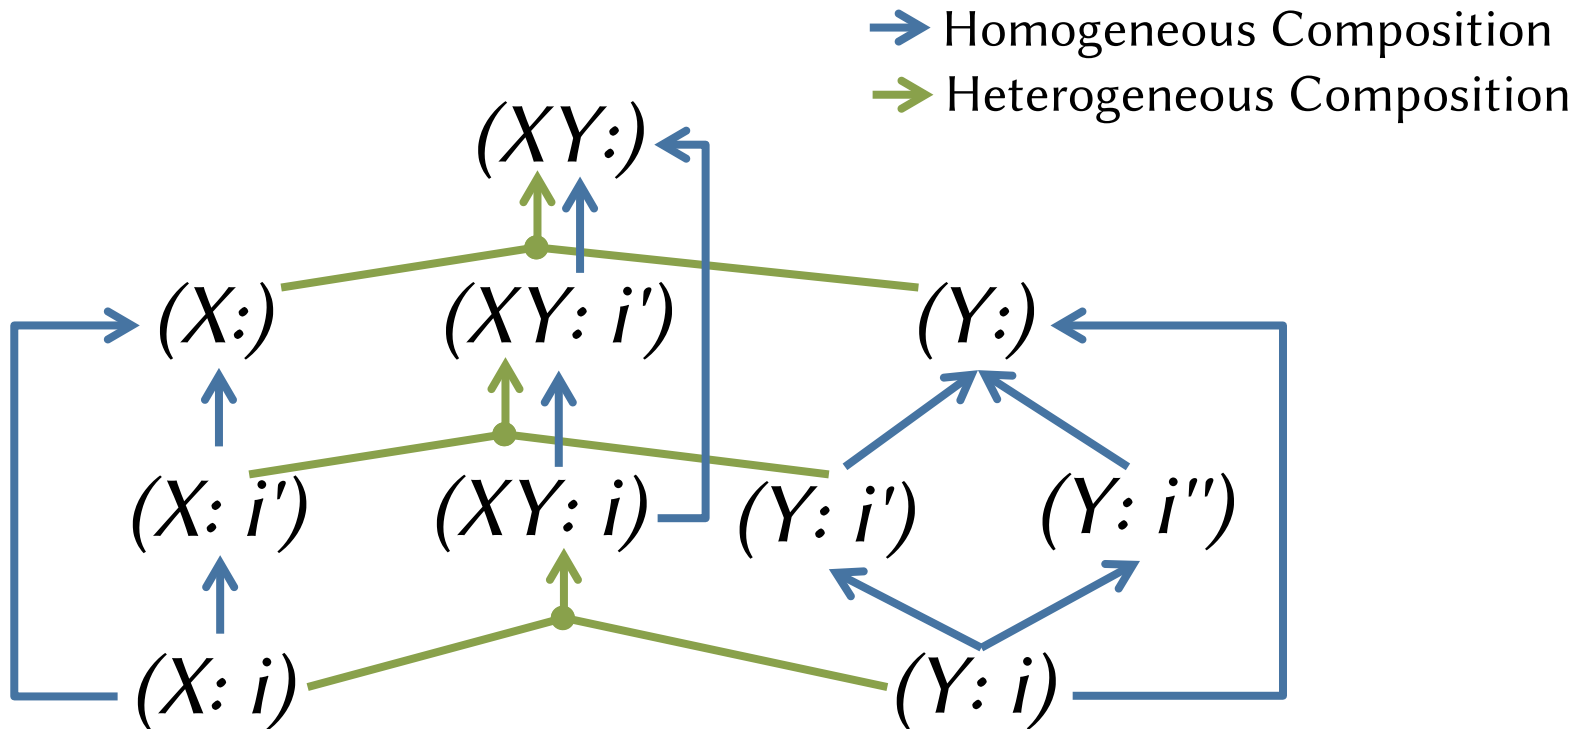 Homogeneous Composition
Heterogeneous Composition
(XY:)
(X:) (XY: i') (Y:)
(X: i') (XY: i) (Y: i') (Y: i'')
(X: i) (Y: i)